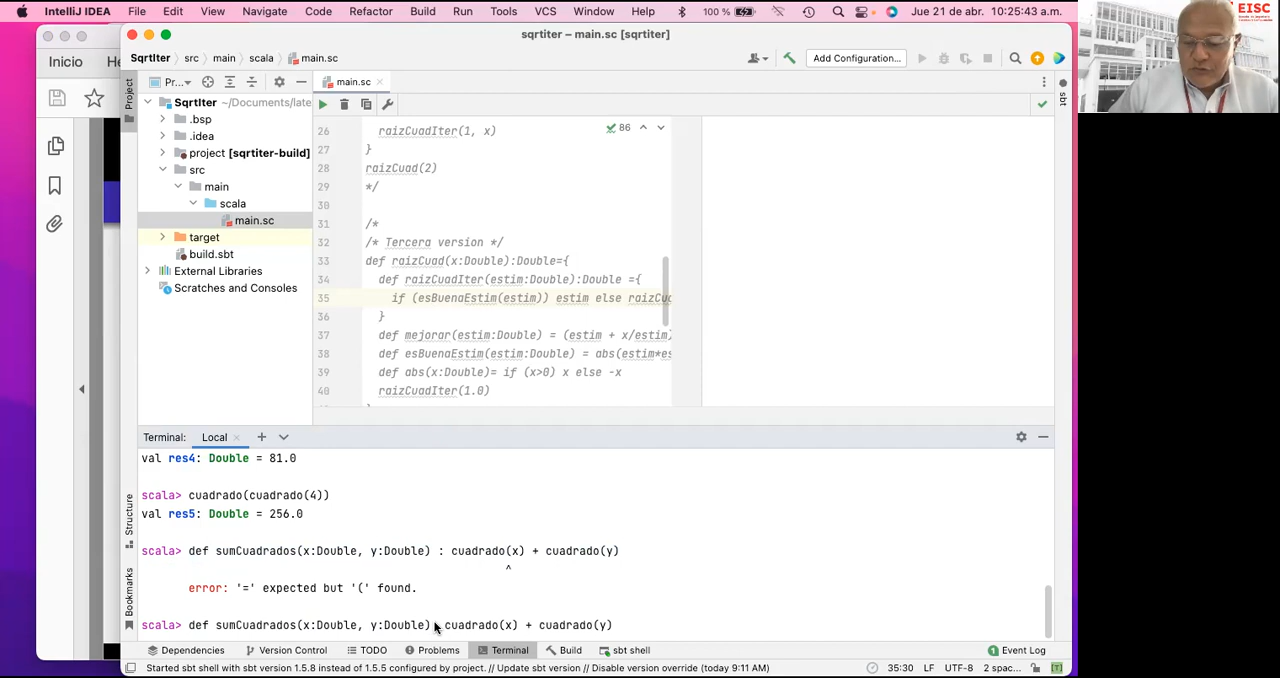 IntelliJ IDEA File Edit View Navigate Code Refactor Build Run Tools VCS Window Help 100 % Jue 21 de abr. 10:25:43 a.m.
EISC
sqrtiter – main.sc [sqrtiter]
Inicio He
SqrtIter src main scala main.sc Add Configuration...
Project Pr... main.sc sbt
SqrtIter ~/Documents/late
.bsp
.idea
project [sqrtiter-build]
src
main
scala
main.sc
target
build.sbt
External Libraries
Scratches and Consoles
86
26 raizCuadIter(1, x)
27 }
28 raizCuad(2)
29 */
30
31 /*
32 /* Tercera version */
33 def raizCuad(x:Double):Double={
34 def raizCuadIter(estim:Double):Double ={
35 if (esBuenaEstim(estim)) estim else raizCuad
36 }
37 def mejorar(estim:Double) = (estim + x/estim)
38 def esBuenaEstim(estim:Double) = abs(estim*es
39 def abs(x:Double)= if (x>0) x else -x
40 raizCuadIter(1.0)
Terminal: Local
val res4: Double = 81.0
scala> cuadrado(cuadrado(4))
val res5: Double = 256.0
scala> def sumCuadrados(x:Double, y:Double) : cuadrado(x) + cuadrado(y)
^
error: '=' expected but '(' found.
scala> def sumCuadrados(x:Double, y:Double) cuadrado(x) + cuadrado(y)
Structure
Bookmarks
Dependencies Version Control TODO Problems Terminal Build sbt shell 1 Event Log
Started sbt shell with sbt version 1.5.8 instead of 1.5.5 configured by project. // Update sbt version // Disable version override (today 9:11 AM) 35:30 LF UTF-8 2 spac...